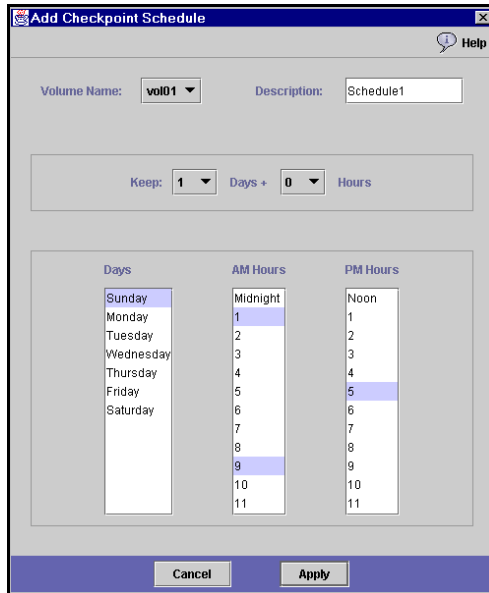 Add Checkpoint Schedule
Help
Volume Name: vol01 Description: Schedule1
Keep: 1 Days + 0 Hours
Days AM Hours PM Hours
Sunday Midnight Noon
Monday 1 1
Tuesday 2 2
Wednesday 3 3
Thursday 4 4
Friday 5 5
Saturday 6 6
7 7
8 8
9 9
10 10
11 11
Cancel Apply